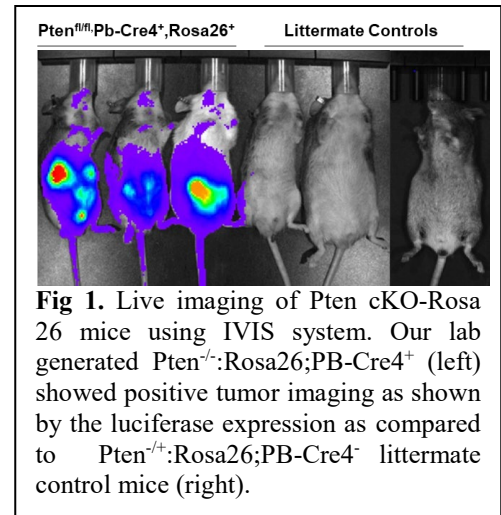 Pten^fl/fl,Pb-Cre4^+,Rosa26^+ Littermate Controls
Fig 1. Live imaging of Pten cKO-Rosa
26 mice using IVIS system. Our lab
generated Pten^-/-:Rosa26;PB-Cre4^+ (left)
showed positive tumor imaging as shown
by the luciferase expression as compared
to Pten^-/+:Rosa26;PB-Cre4^- littermate
control mice (right).